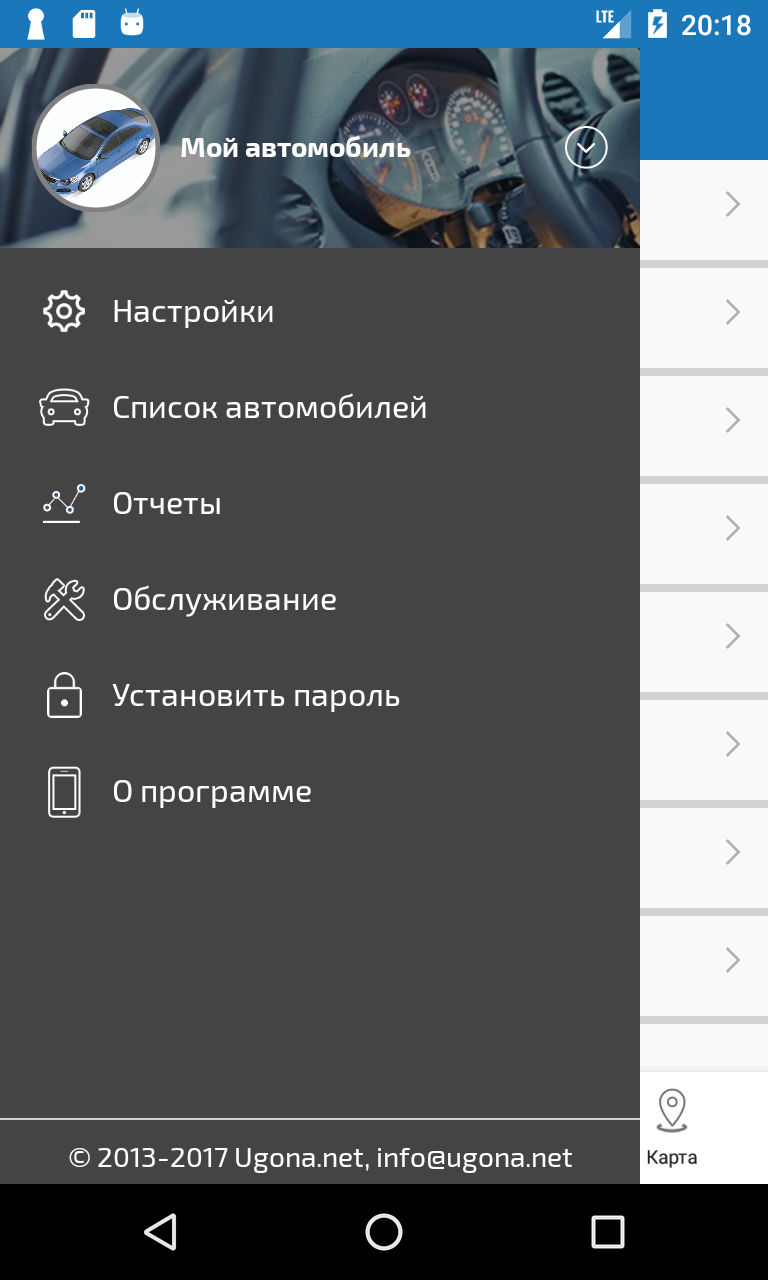 LTE 20:18
Мой автомобиль
Настройки
Список автомобилей
Отчеты
Обслуживание
Установить пароль
О программе
Карта
© 2013-2017 Ugona.net, info@ugona.net